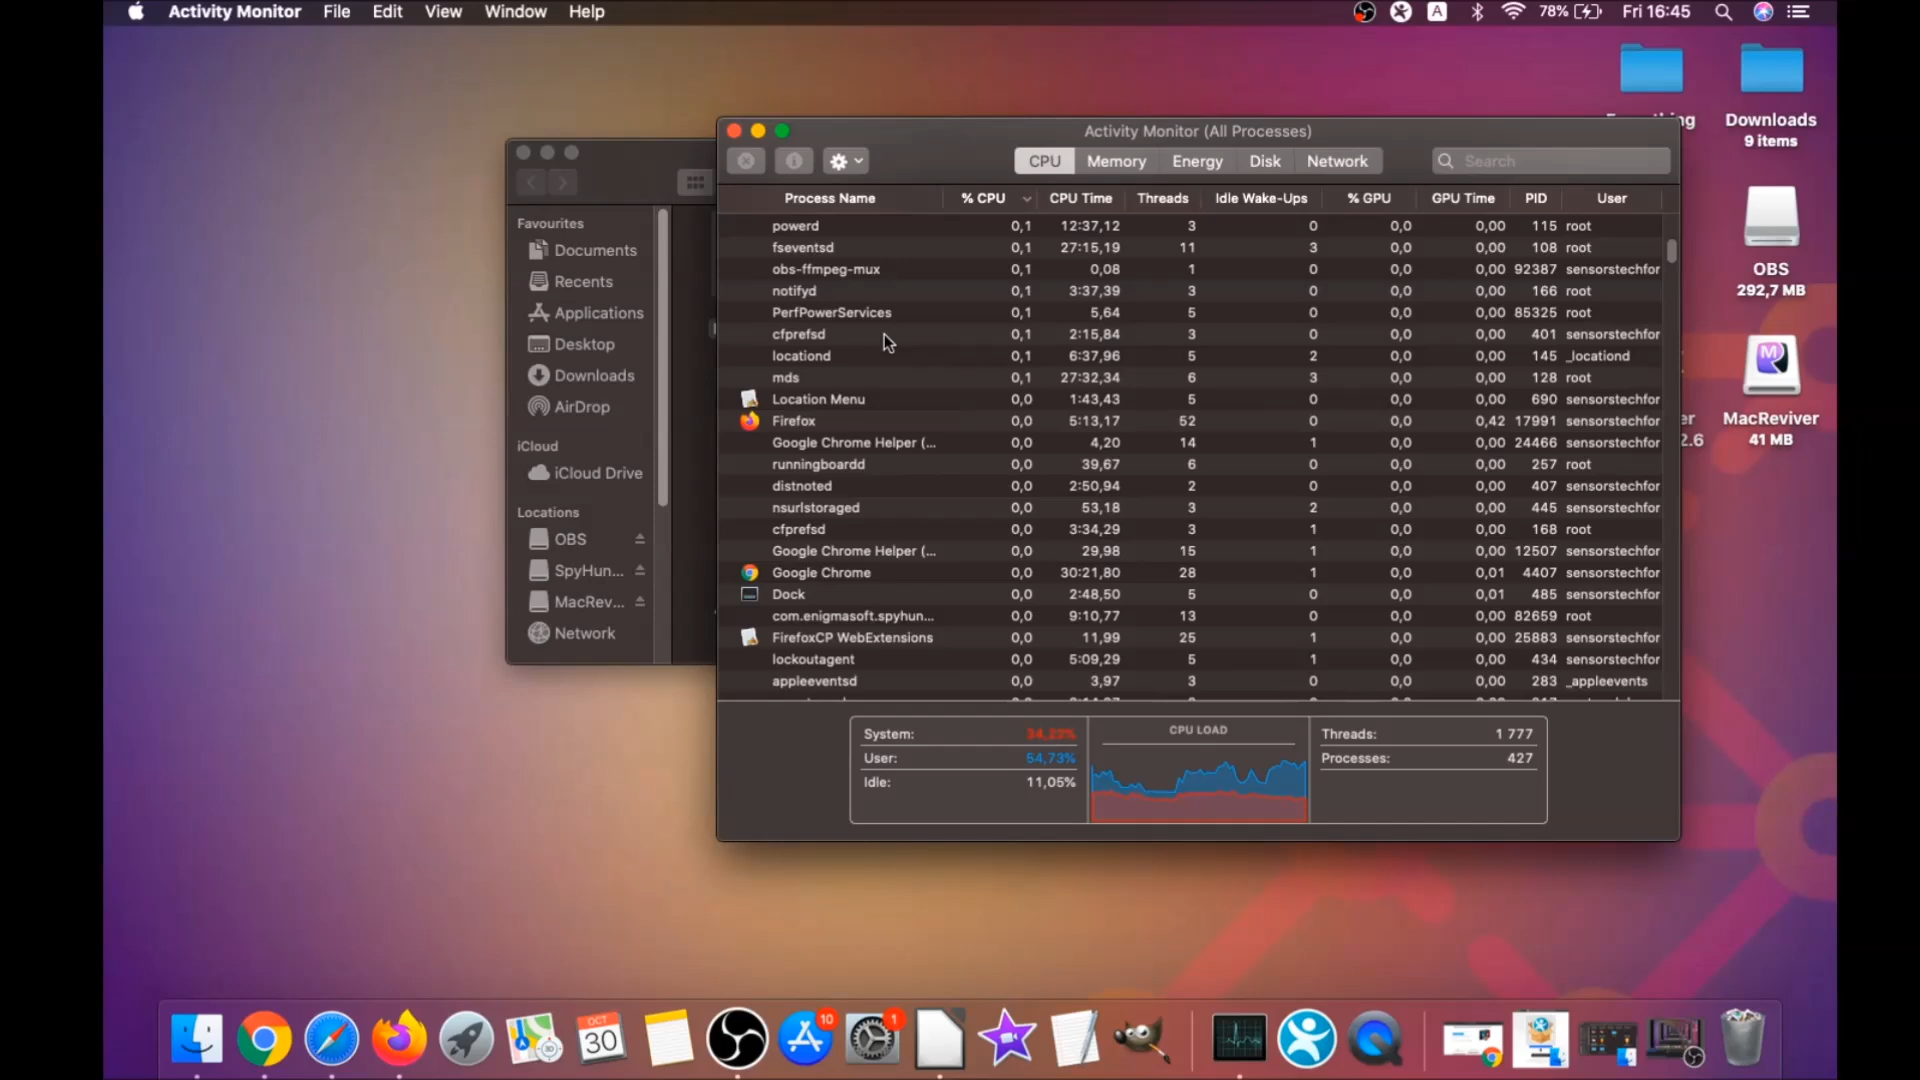 Activity Monitor File Edit View Window Help
A 78% Fri 16:45
Downloads
9 items
OBS
292,7 MB
MacReviver
41 MB
er
2.6
Favourites
Documents
Recents
Applications
Desktop
Downloads
AirDrop
iCloud
iCloud Drive
Locations
OBS
SpyHun...
MacRev...
Network
Activity Monitor (All Processes)
CPU Memory Energy Disk Network Search
Process Name % CPU CPU Time Threads Idle Wake-Ups % GPU GPU Time PID User
powerd 0,1 12:37,12 3 0 0,0 0,00 115 root
fseventsd 0,1 27:15,19 11 3 0,0 0,00 108 root
obs-ffmpeg-mux 0,1 0,08 1 0 0,0 0,00 92387 sensorstechfor
notifyd 0,1 3:37,39 3 0 0,0 0,00 166 root
PerfPowerServices 0,1 5,64 5 0 0,0 0,00 85325 root
cfprefsd 0,1 2:15,84 3 0 0,0 0,00 401 sensorstechfor
locationd 0,1 6:37,96 5 2 0,0 0,00 145 _locationd
mds 0,1 27:32,34 6 3 0,0 0,00 128 root
Location Menu 0,0 1:43,43 5 0 0,0 0,00 690 sensorstechfor
Firefox 0,0 5:13,17 52 0 0,0 0,42 17991 sensorstechfor
Google Chrome Helper (... 0,0 4,20 14 1 0,0 0,00 24466 sensorstechfor
runningboardd 0,0 39,67 6 0 0,0 0,00 257 root
distnoted 0,0 2:50,94 2 0 0,0 0,00 407 sensorstechfor
nsurlstoraged 0,0 53,18 3 2 0,0 0,00 445 sensorstechfor
cfprefsd 0,0 3:34,29 3 1 0,0 0,00 168 root
Google Chrome Helper (... 0,0 29,98 15 1 0,0 0,00 12507 sensorstechfor
Google Chrome 0,0 30:21,80 28 1 0,0 0,01 4407 sensorstechfor
Dock 0,0 2:48,50 5 0 0,0 0,01 485 sensorstechfor
com.enigmasoft.spyhun... 0,0 9:10,77 13 0 0,0 0,00 82659 root
FirefoxCP WebExtensions 0,0 11,99 25 1 0,0 0,00 25883 sensorstechfor
lockoutagent 0,0 5:09,29 5 1 0,0 0,00 434 sensorstechfor
appleeventsd 0,0 3,97 3 0 0,0 0,00 283 _appleevents
System: 34,22%
User: 54,73%
Idle: 11,05%
CPU LOAD
Threads: 1 777
Processes: 427
OCT
30
10
1